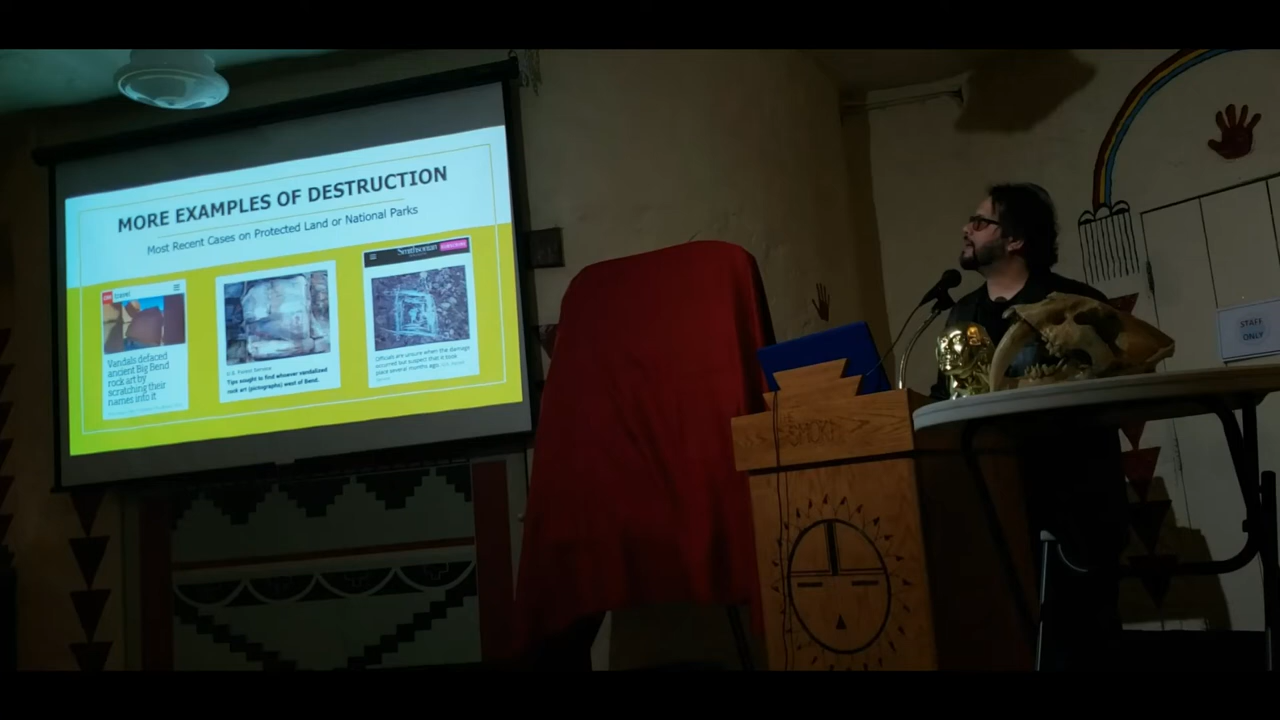 MORE EXAMPLES OF DESTRUCTION
Most Recent Cases on Protected Land or National Parks
CNN travel
Vandals defaced
ancient Big Bend
rock art by
scratching their
names into it
U.S. Forest Service
Tips sought to find whoever vandalized
rock art (pictographs) west of Bend.
Smithsonian
SUBSCRIBE
Officials are unsure when the damage
occurred but suspect that it took
place several months ago.
SMOKI
STAFF
ONLY